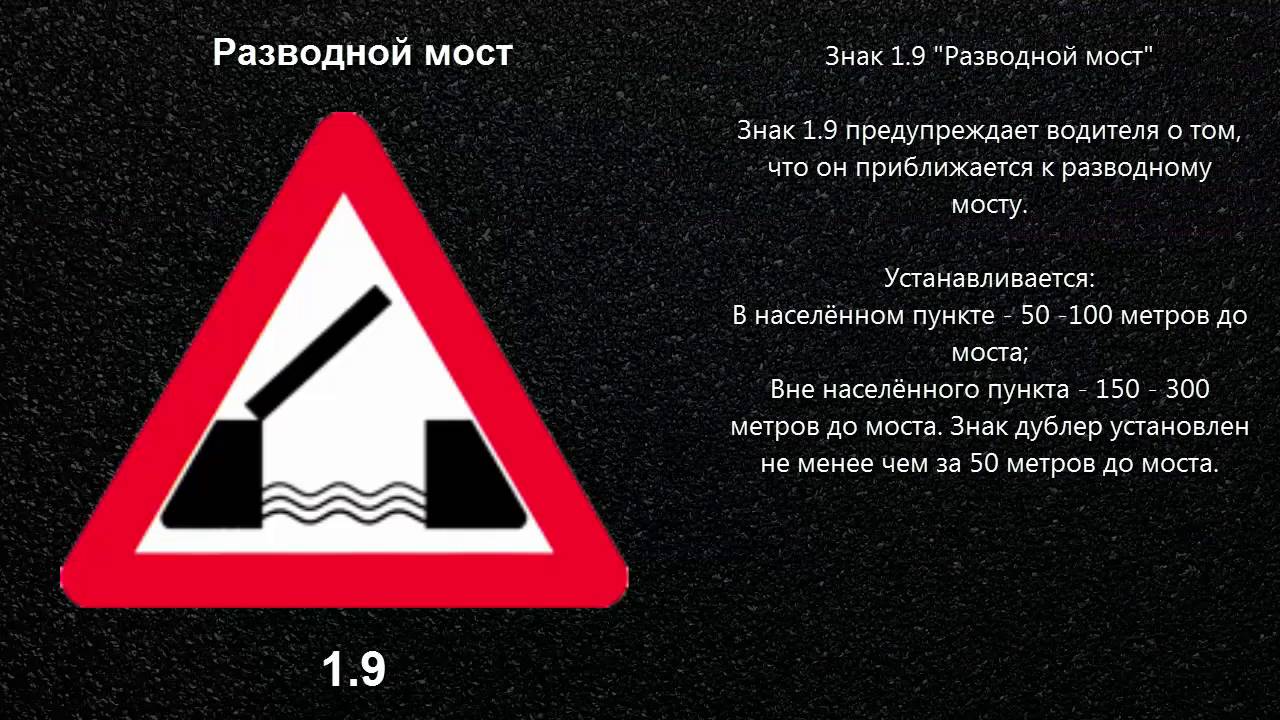 Разводной мост
1.9
Знак 1.9 "Разводной мост"
Знак 1.9 предупреждает водителя о том,
что он приближается к разводному
мосту.
Устанавливается:
В населённом пункте - 50 -100 метров до
моста;
Вне населённого пункта - 150 - 300
метров до моста. Знак дублер установлен
не менее чем за 50 метров до моста.